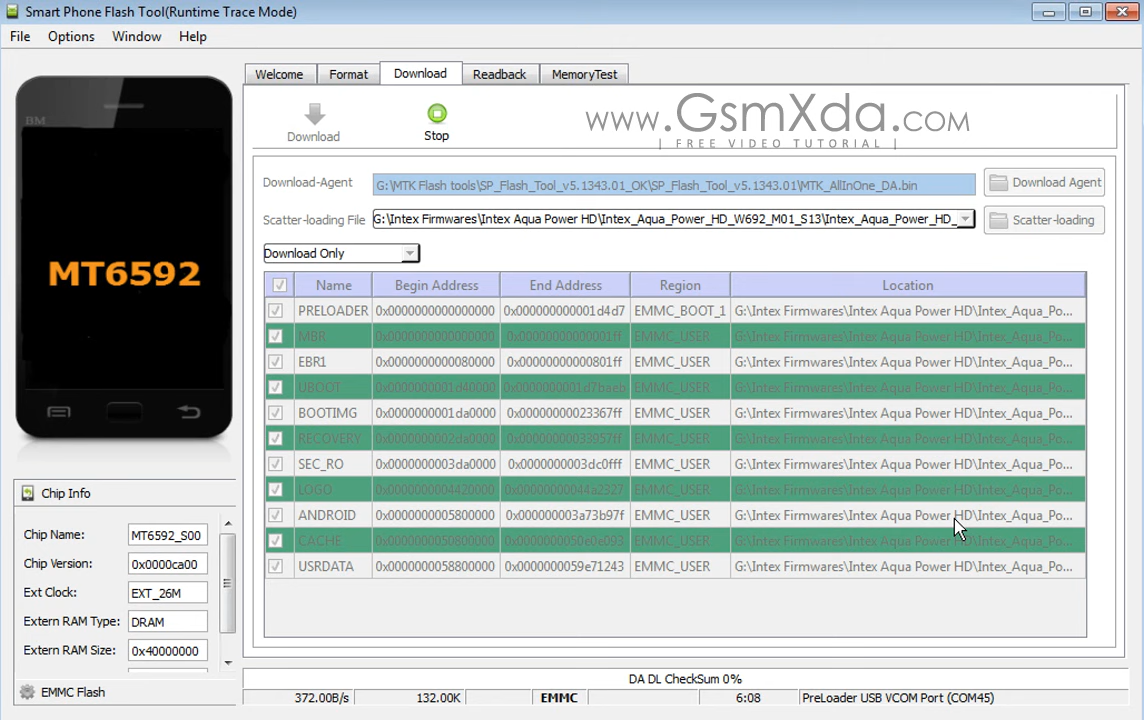 Smart Phone Flash Tool(Runtime Trace Mode)
File Options Window Help
Welcome Format Download Readback MemoryTest
BM
Download Stop
www.GsmXda.com
| FREE VIDEO TUTORIAL |
Download-Agent G:\MTK Flash tools\SP_Flash_Tool_v5.1343.01_OK\SP_Flash_Tool_v5.1343.01\MTK_AllInOne_DA.bin Download Agent
Scatter-loading File G:\Intex Firmwares\Intex Aqua Power HD\Intex_Aqua_Power_HD_W692_M01_S13\Intex_Aqua_Power_HD_ Scatter-loading
Download Only
MT6592
Name Begin Address End Address Region Location
PRELOADER 0x0000000000000000 0x000000000001d4d7 EMMC_BOOT_1 G:\Intex Firmwares\Intex Aqua Power HD\Intex_Aqua_Po...
MBR 0x0000000000000000 0x00000000000001ff EMMC_USER G:\Intex Firmwares\Intex Aqua Power HD\Intex_Aqua_Po...
EBR1 0x0000000000080000 0x00000000000801ff EMMC_USER G:\Intex Firmwares\Intex Aqua Power HD\Intex_Aqua_Po...
UBOOT 0x0000000001d40000 0x0000000001d7baeb EMMC_USER G:\Intex Firmwares\Intex Aqua Power HD\Intex_Aqua_Po...
BOOTIMG 0x0000000001da0000 0x00000000023367ff EMMC_USER G:\Intex Firmwares\Intex Aqua Power HD\Intex_Aqua_Po...
RECOVERY 0x0000000002da0000 0x00000000033957ff EMMC_USER G:\Intex Firmwares\Intex Aqua Power HD\Intex_Aqua_Po...
SEC_RO 0x0000000003da0000 0x0000000003dc0fff EMMC_USER G:\Intex Firmwares\Intex Aqua Power HD\Intex_Aqua_Po...
LOGO 0x0000000004420000 0x00000000044a2327 EMMC_USER G:\Intex Firmwares\Intex Aqua Power HD\Intex_Aqua_Po...
ANDROID 0x0000000005800000 0x000000003a73b97f EMMC_USER G:\Intex Firmwares\Intex Aqua Power HD\Intex_Aqua_Po...
CACHE 0x0000000050800000 0x0000000050e0e093 EMMC_USER G:\Intex Firmwares\Intex Aqua Power HD\Intex_Aqua_Po...
USRDATA 0x0000000058800000 0x0000000059e71243 EMMC_USER G:\Intex Firmwares\Intex Aqua Power HD\Intex_Aqua_Po...
Chip Info
Chip Name: MT6592_S00
Chip Version: 0x0000ca00
Ext Clock: EXT_26M
Extern RAM Type: DRAM
Extern RAM Size: 0x40000000
EMMC Flash
DA DL CheckSum 0%
372.00B/s 132.00K EMMC 6:08 PreLoader USB VCOM Port (COM45)